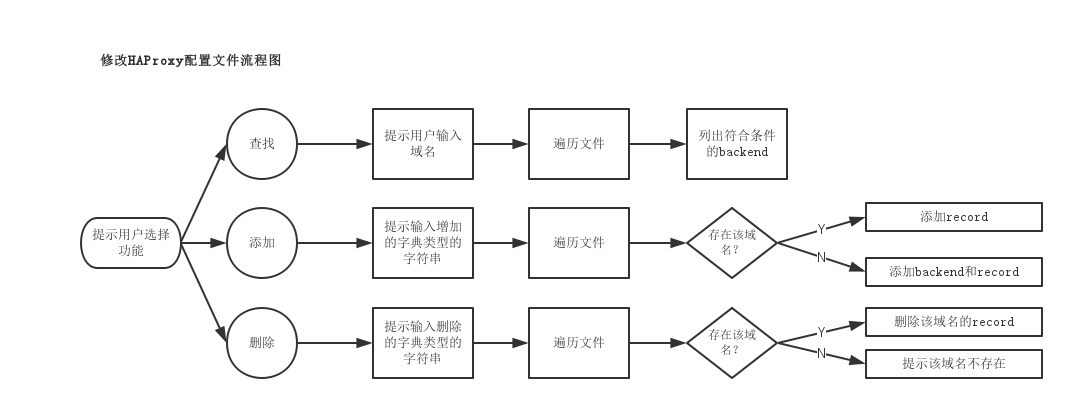 修改HAProxy配置文件流程图
查找
提示用户输入
域名
遍历文件
列出符合条件
的backend
提示用户选择
功能
添加
提示输入增加
的字典类型的
字符串
遍历文件
存在该域
名?
Y
添加record
N
添加backend和record
删除
提示输入删除
的字典类型的
字符串
遍历文件
存在该域
名?
Y
删除该域名的record
N
提示该域名不存在